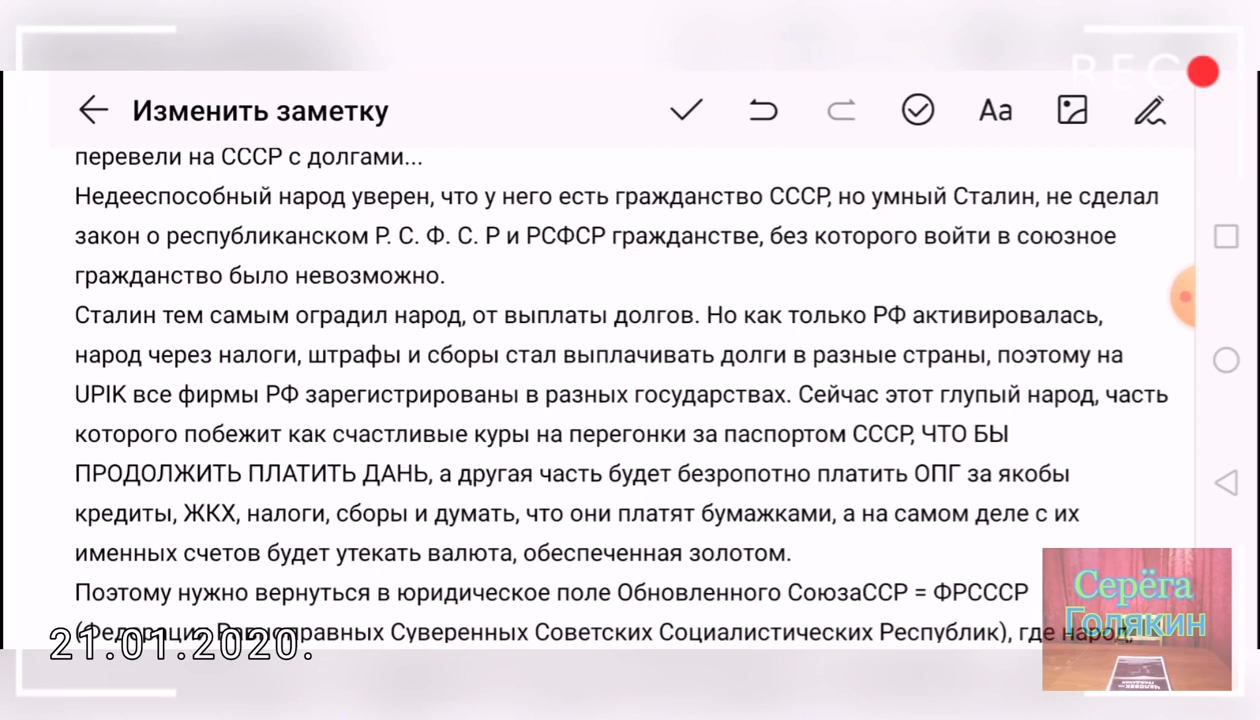 REC
Изменить заметку
Aa
перевели на СССР с долгами...
Недееспособный народ уверен, что у него есть гражданство СССР, но умный Сталин, не сделал
закон о республиканском Р. С. Ф. С. Р и РСФСР гражданстве, без которого войти в союзное
гражданство было невозможно.
Сталин тем самым оградил народ, от выплаты долгов. Но как только РФ активировалась,
народ через налоги, штрафы и сборы стал выплачивать долги в разные страны, поэтому на
UPIK все фирмы РФ зарегистрированы в разных государствах. Сейчас этот глупый народ, часть
которого побежит как счастливые куры на перегонки за паспортом СССР, ЧТО БЫ
ПРОДОЛЖИТЬ ПЛАТИТЬ ДАНЬ, а другая часть будет безропотно платить ОПГ за якобы
кредиты, ЖКХ, налоги, сборы и думать, что они платят бумажками, а на самом деле с их
именных счетов будет утекать валюта, обеспеченная золотом.
Поэтому нужно вернуться в юридическое поле Обновленного СоюзаССР = ФРСССР
(Федерации Равноправных Суверенных Советских Социалистических Республик), где народ,
21.01.2020.
Серёга
Голякин